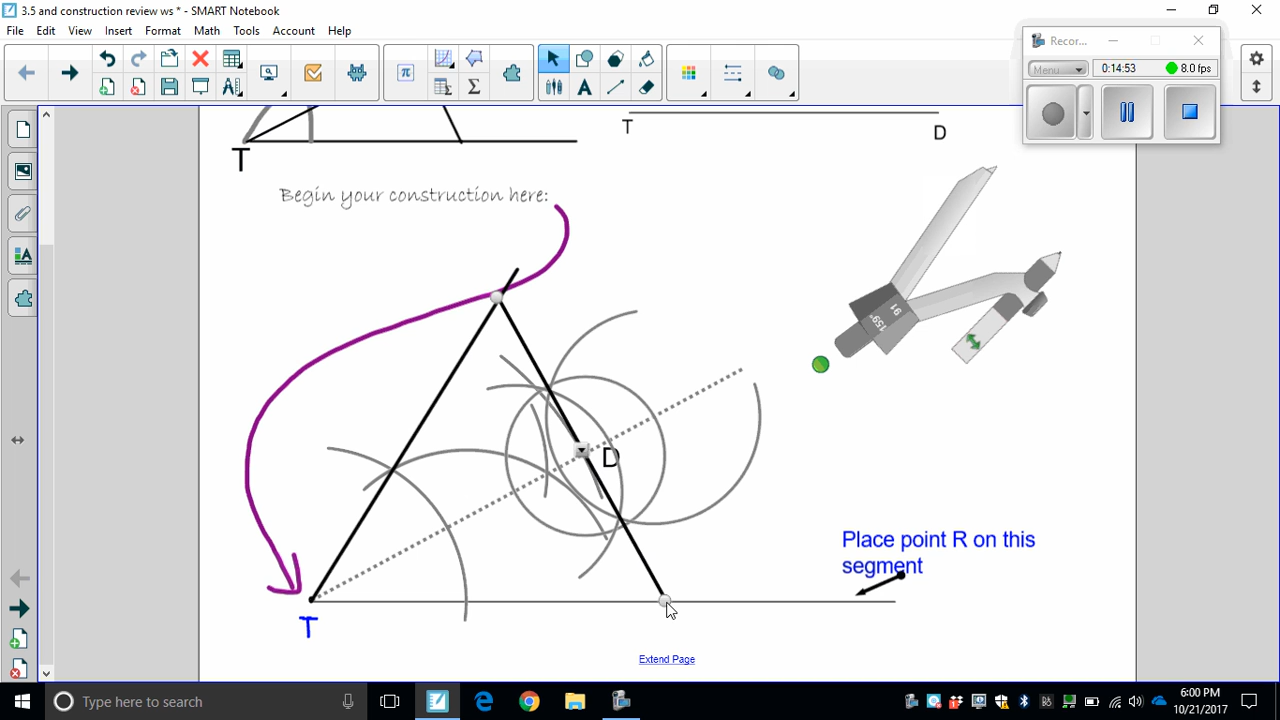 3.5 and construction review ws * - SMART Notebook
File Edit View Insert Format Math Tools Account Help
Recor...
Menu 0:14:53 8.0 fps
T
T D
Begin your construction here:
159°
91
D
Place point R on this
segment
T
Extend Page
Type here to search
6:00 PM
10/21/2017